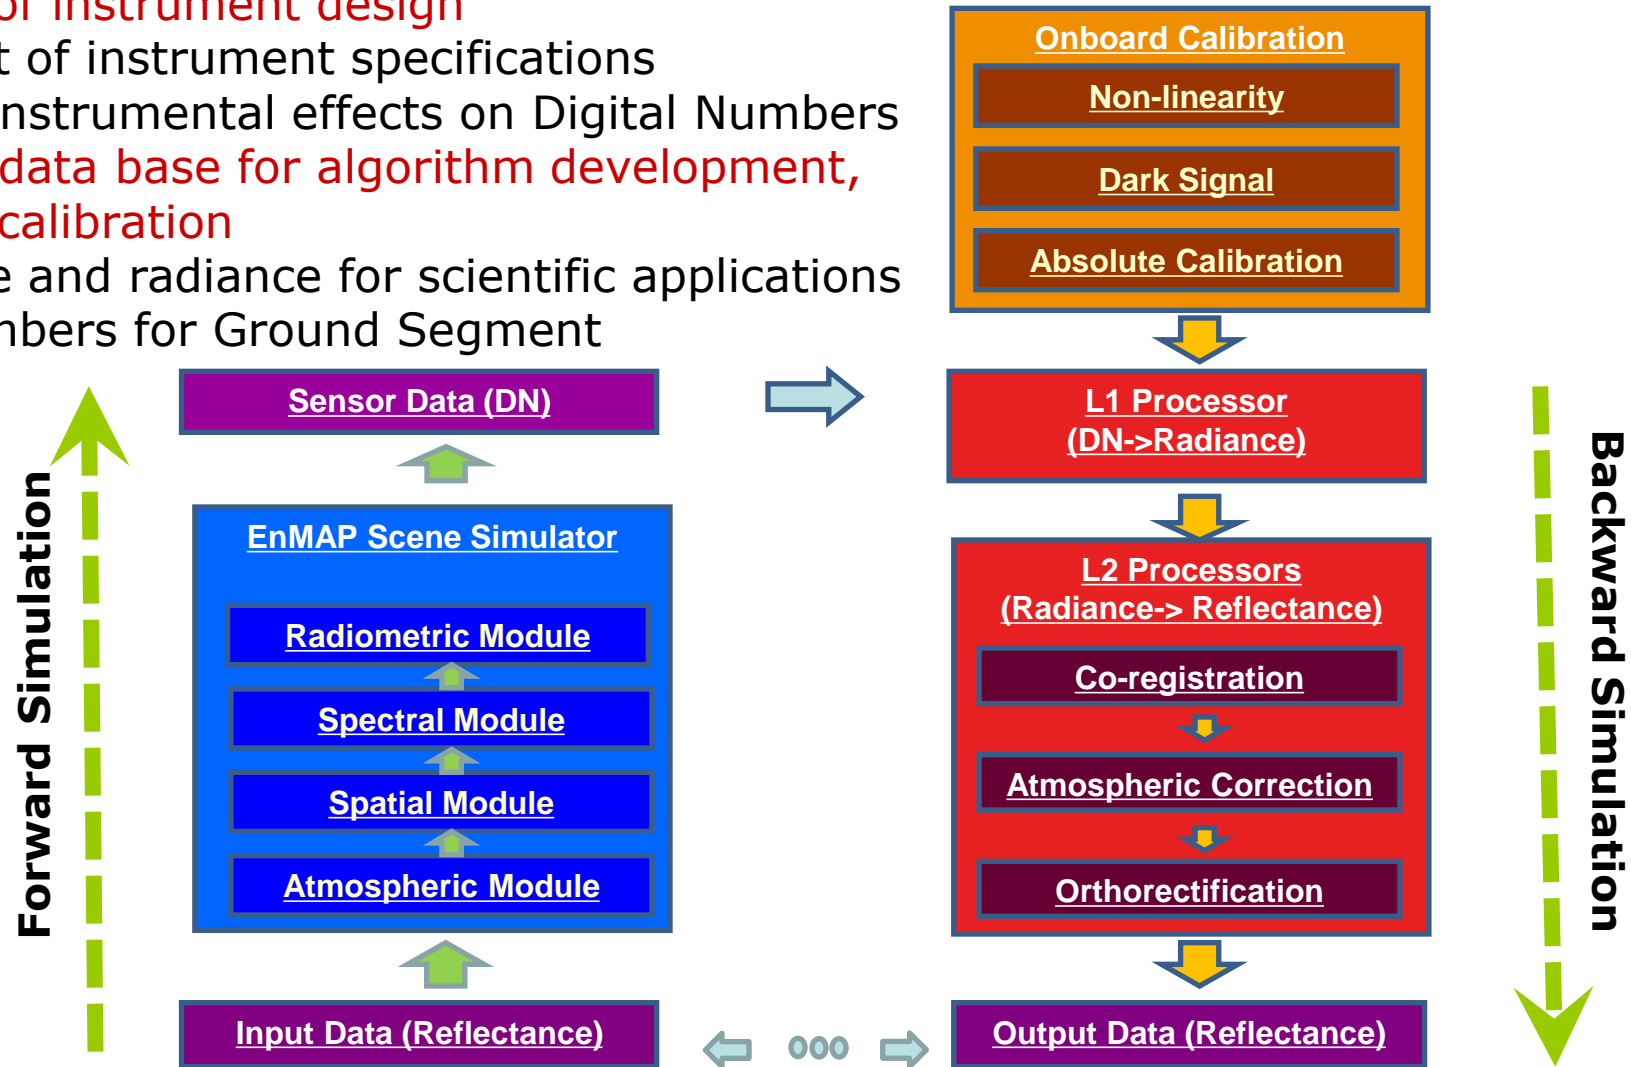 of instrument design
t of instrument specifications
nstrumental effects on Digital Numbers
data base for algorithm development,
calibration
e and radiance for scientific applications
nbers for Ground Segment
Onboard Calibration
Non-linearity
Dark Signal
Absolute Calibration
Sensor Data (DN)
L1 Processor
(DN->Radiance)
Forward Simulation
EnMAP Scene Simulator
Radiometric Module
Spectral Module
Spatial Module
Atmospheric Module
Input Data (Reflectance)
L2 Processors
(Radiance-> Reflectance)
Co-registration
Atmospheric Correction
Orthorectification
Output Data (Reflectance)
Backward Simulation